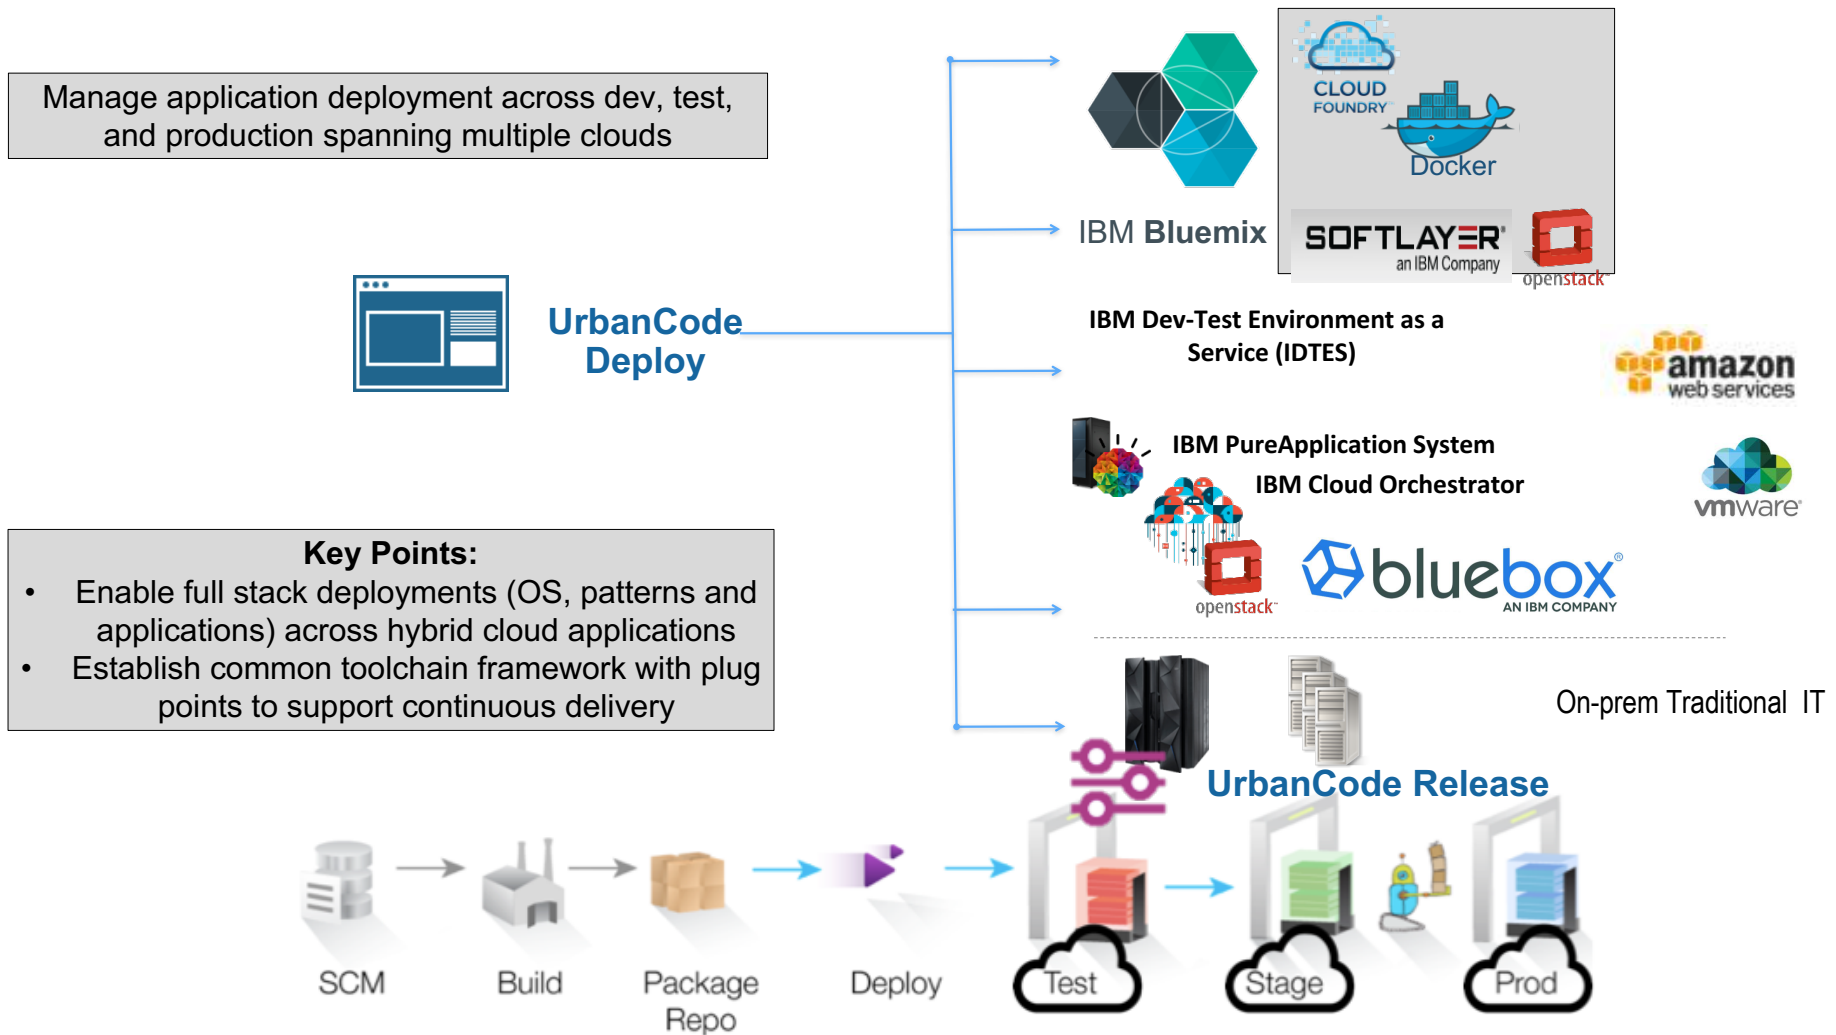 Manage application deployment across dev, test,
and production spanning multiple clouds
UrbanCode
Deploy
IBM Bluemix
CLOUD
FOUNDRY
Docker
SOFTLAYER®
an IBM Company
openstack™
IBM Dev-Test Environment as a
Service (IDTES)
amazon
web services
IBM PureApplication System
IBM Cloud Orchestrator
vmware®
openstack™
bluebox®
AN IBM COMPANY
Key Points:
• Enable full stack deployments (OS, patterns and
applications) across hybrid cloud applications
• Establish common toolchain framework with plug
points to support continuous delivery
On-prem Traditional IT
UrbanCode Release
SCM
Build
Package
Repo
Deploy
Test
Stage
Prod